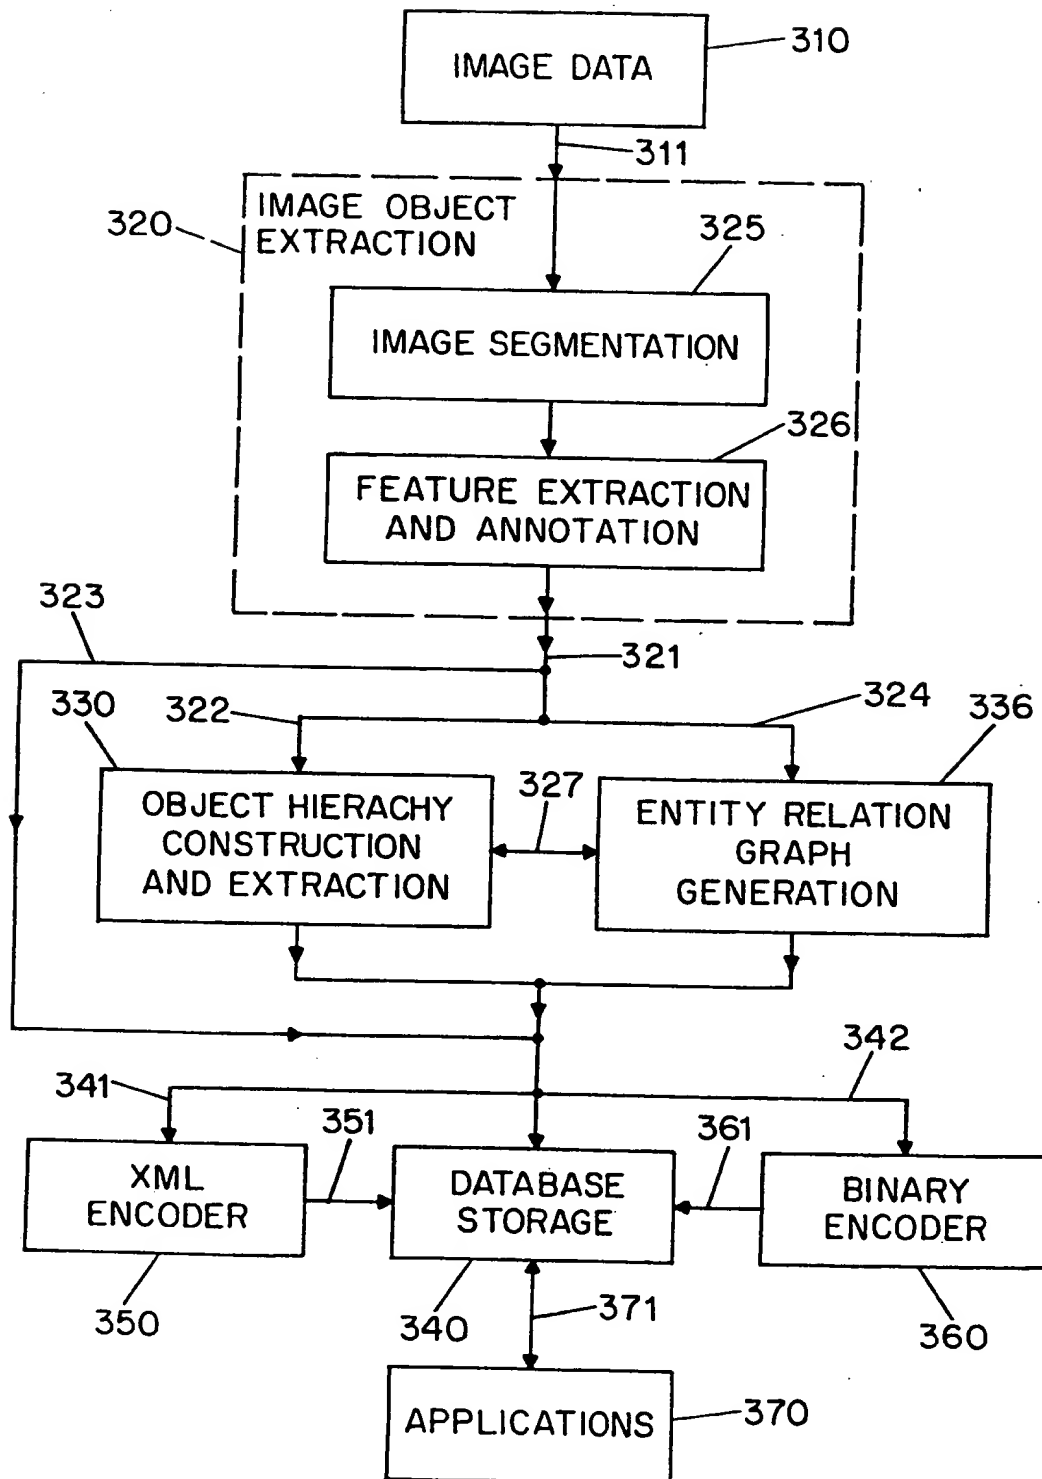 IMAGE DATA
310
311
IMAGE OBJECT
EXTRACTION
320
325
IMAGE SEGMENTATION
326
FEATURE EXTRACTION
AND ANNOTATION
323
321
330
322
324
336
327
OBJECT HIERACHY
CONSTRUCTION
AND EXTRACTION
ENTITY RELATION
GRAPH
GENERATION
342
341
351
361
XML
ENCODER
DATABASE
STORAGE
BINARY
ENCODER
350
340
371
360
APPLICATIONS
370